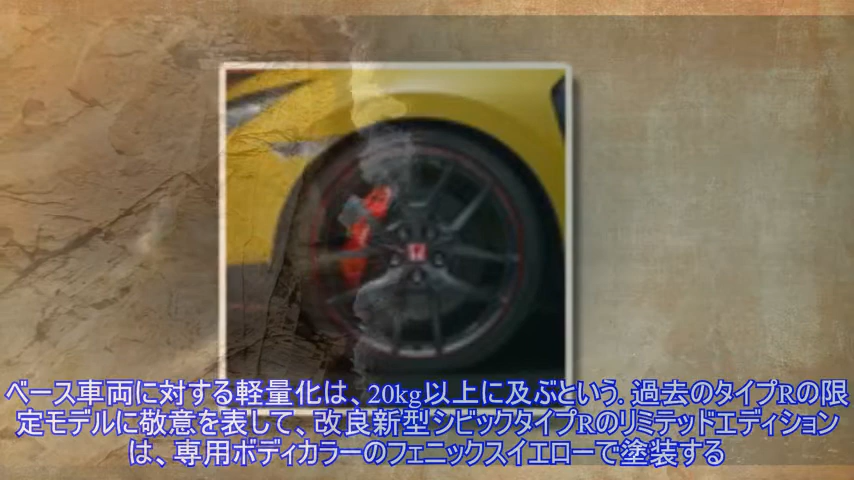 ベース車両に対する軽量化は、20kg以上に及ぶという. 過去のタイプRの限
定モデルに敬意を表して、改良新型シビックタイプRのリミテッドエディション
は、専用ボディカラーのフェニックスイエローで塗装する